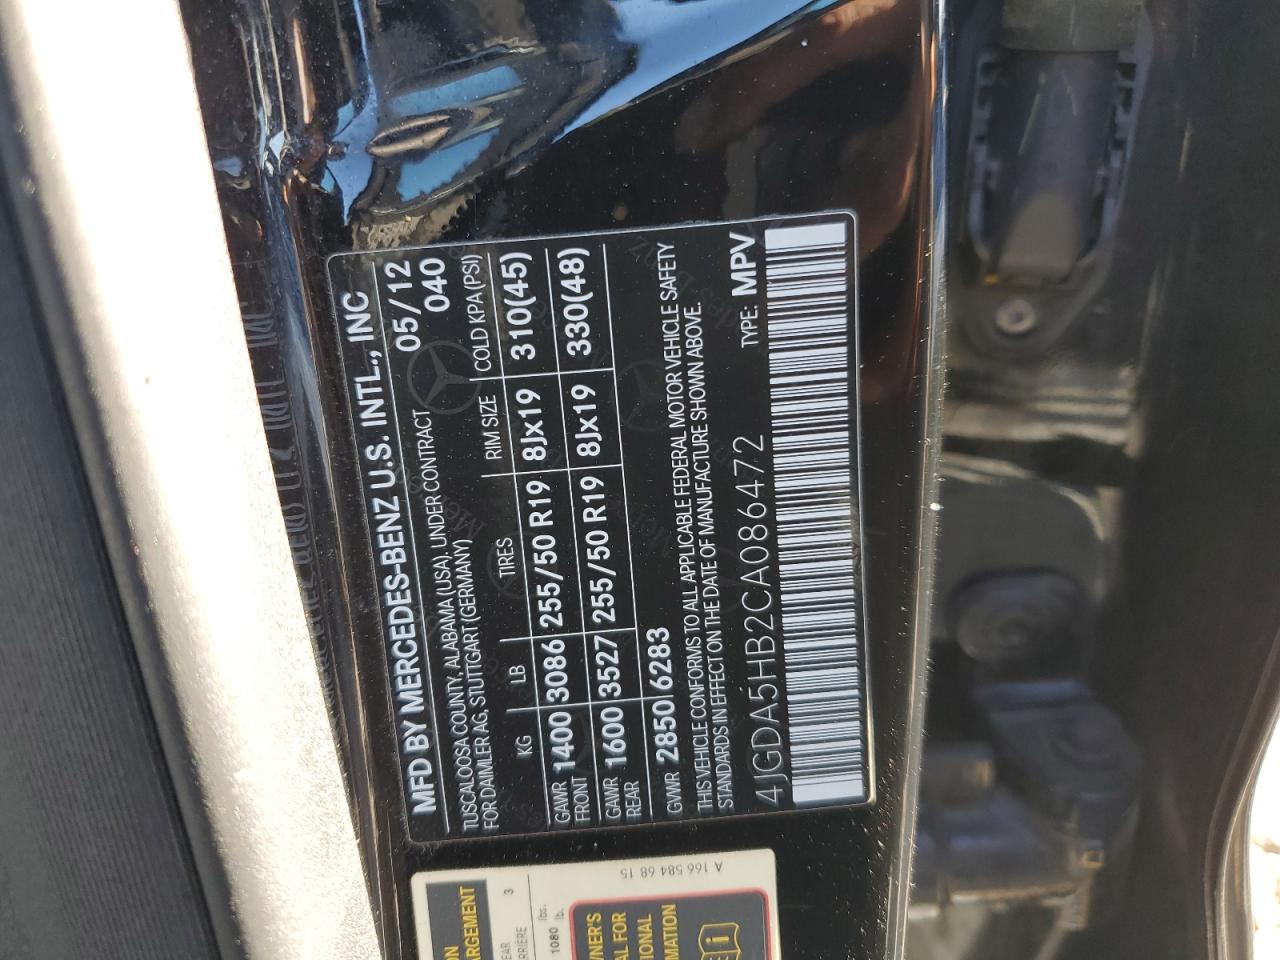 MFD BY MERCEDES-BENZ U.S. INTL., INC
TUSCALOOSA COUNTY, ALABAMA (USA), UNDER CONTRACT 05/12
FOR DAIMLER AG, STUTTGART (GERMANY) 040
KG LB TIRES RIM SIZE COLD KPA (PSI)
GAWR FRONT 1400 3086 255/50 R19 8Jx19 310(45)
GAWR REAR 1600 3527 255/50 R19 8Jx19 330(48)
GVWR 2850 6283
THIS VEHICLE CONFORMS TO ALL APPLICABLE FEDERAL MOTOR VEHICLE SAFETY
STANDARDS IN EFFECT ON THE DATE OF MANUFACTURE SHOWN ABOVE.
4JGDA5HB2CA086472 TYPE: MPV
A 166 584 68 15
3
1080 lbs.
lb.